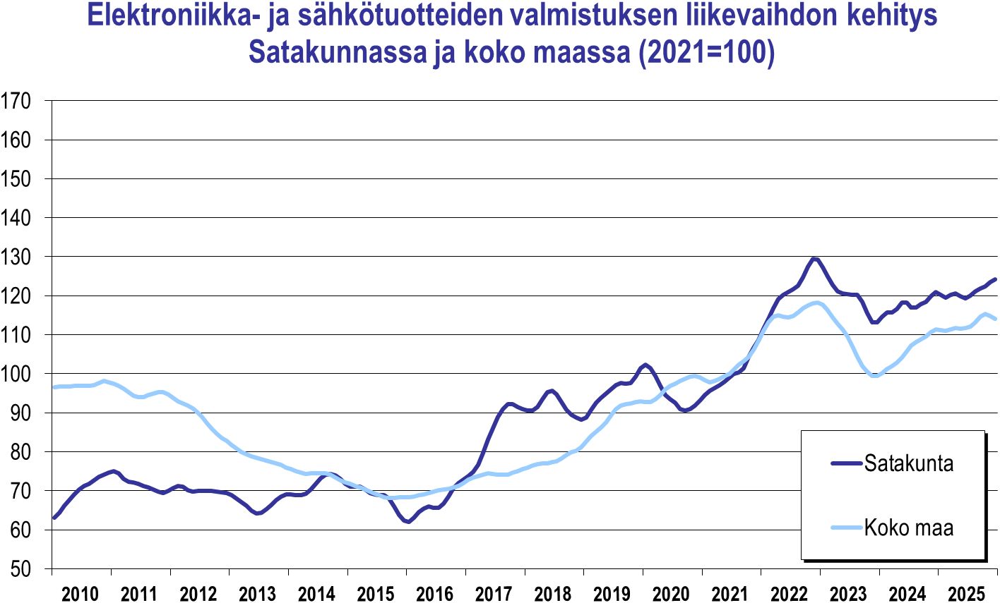 Elektroniikka- ja sähkötuotteiden valmistuksen liikevaihdon kehitys
Satakunnassa ja koko maassa (2021=100)
170
160
150
140
130
120
110
100
90
80
70
60
50
Satakunta
Koko maa
2010 2011 2012 2013 2014 2015 2016 2017 2018 2019 2020 2021 2022 2023 2024 2025